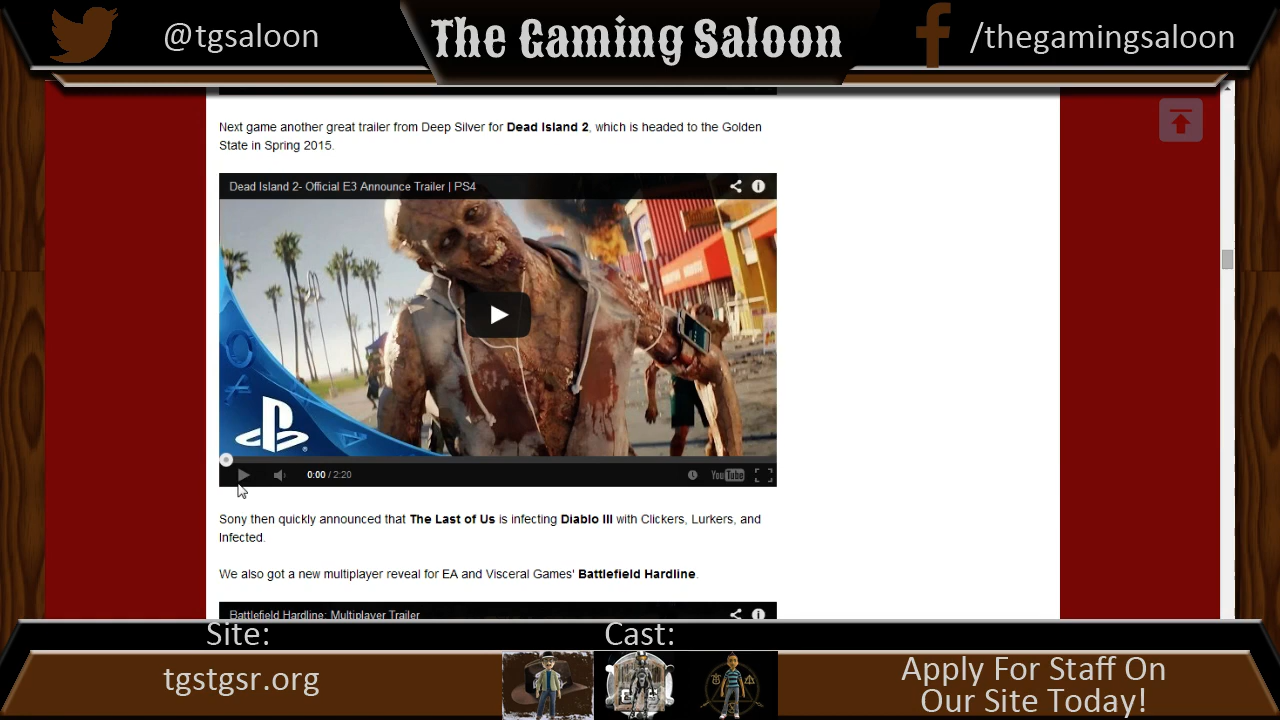 @tgsaloon
The Gaming Saloon
/thegamingsaloon
Next game another great trailer from Deep Silver for Dead Island 2, which is headed to the Golden
State in Spring 2015.
Dead Island 2- Official E3 Announce Trailer | PS4
0:00 / 2:20
YouTube
Sony then quickly announced that The Last of Us is infecting Diablo III with Clickers, Lurkers, and
Infected.
We also got a new multiplayer reveal for EA and Visceral Games' Battlefield Hardline.
Battlefield Hardline: Multiplayer Trailer
Site:
Cast:
tgstgsr.org
Apply For Staff On
Our Site Today!